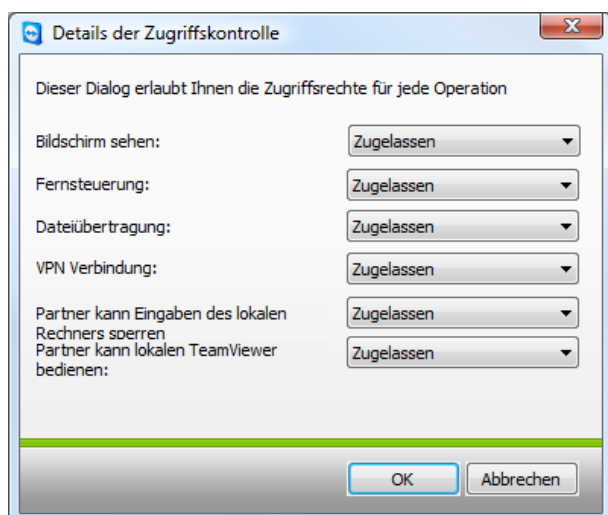 Details der Zugriffskontrolle
Dieser Dialog erlaubt Ihnen die Zugriffsrechte für jede Operation
Bildschirm sehen: Zugelassen
Fernsteuerung: Zugelassen
Dateiübertragung: Zugelassen
VPN Verbindung: Zugelassen
Partner kann Eingaben des lokalen Zugelassen
Rechners sperren
Partner kann lokalen TeamViewer Zugelassen
bedienen:
OK Abbrechen